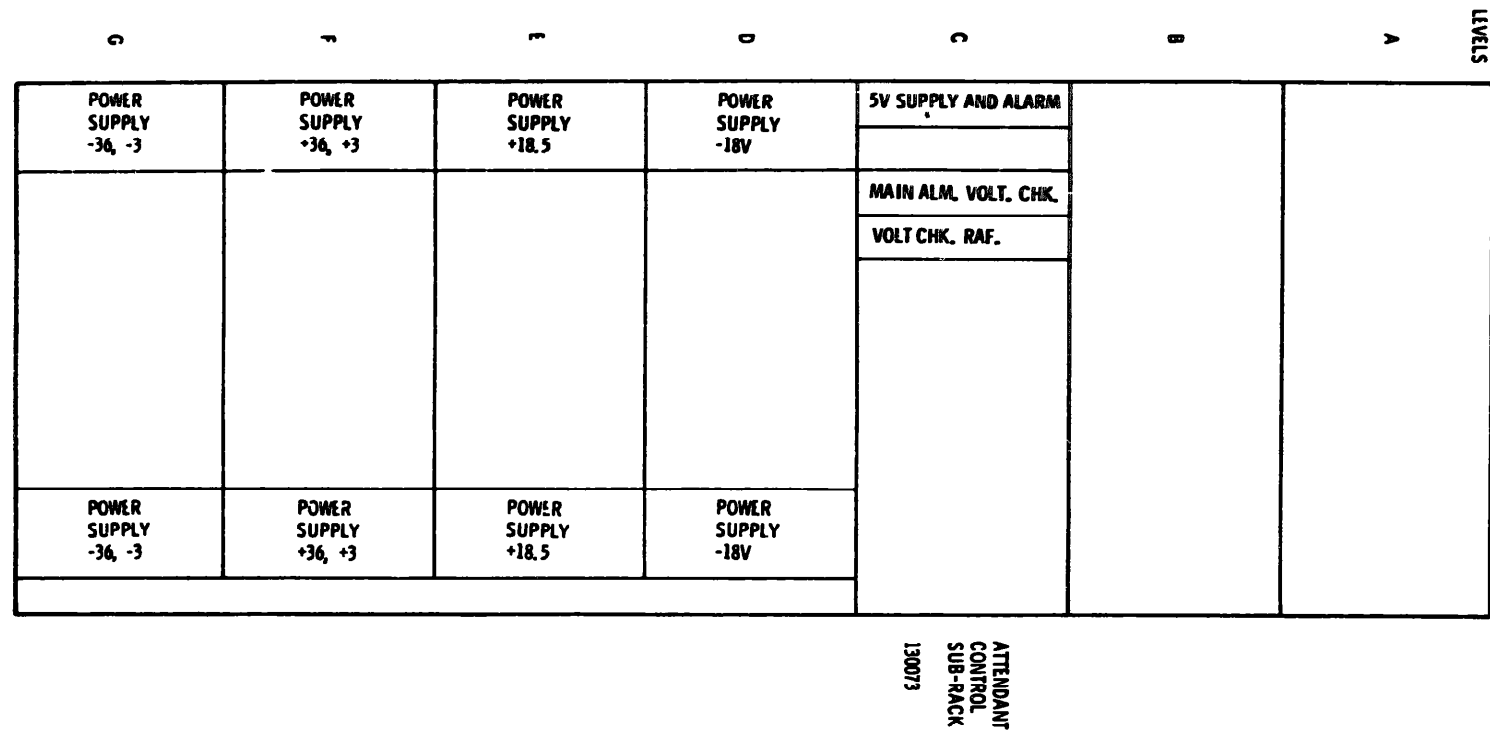 LEVELS
G F E D C B A
POWER
SUPPLY
-36, -3
POWER
SUPPLY
+36, +3
POWER
SUPPLY
+18.5
POWER
SUPPLY
-18V
5V SUPPLY AND ALARM
MAIN ALM. VOLT. CHK.
VOLT CHK. RAF.
POWER
SUPPLY
-36, -3
POWER
SUPPLY
+36, +3
POWER
SUPPLY
+18.5
POWER
SUPPLY
-18V
ATTENDANT
CONTROL
SUB-RACK
130073